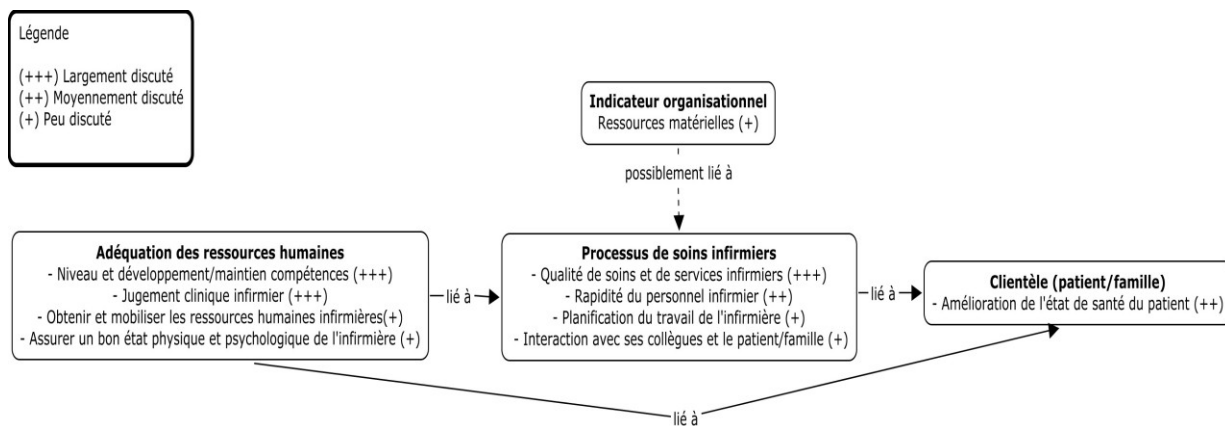 Légende
(+++) Largement discuté
(++) Moyennement discuté
(+) Peu discuté
Indicateur organisationnel
Ressources matérielles (+)
possiblement lié à
Adéquation des ressources humaines
- Niveau et développement/maintien compétences (+++)
- Jugement clinique infirmier (+++)
- Obtenir et mobiliser les ressources humaines infirmières(+)
- Assurer un bon état physique et psychologique de l'infirmière (+)
lié à
Processus de soins infirmiers
- Qualité de soins et de services infirmiers (+++)
- Rapidité du personnel infirmier (++)
- Planification du travail de l'infirmière (+)
- Interaction avec ses collègues et le patient/famille (+)
lié à
Clientèle (patient/famille)
- Amélioration de l'état de santé du patient (++)
lié à